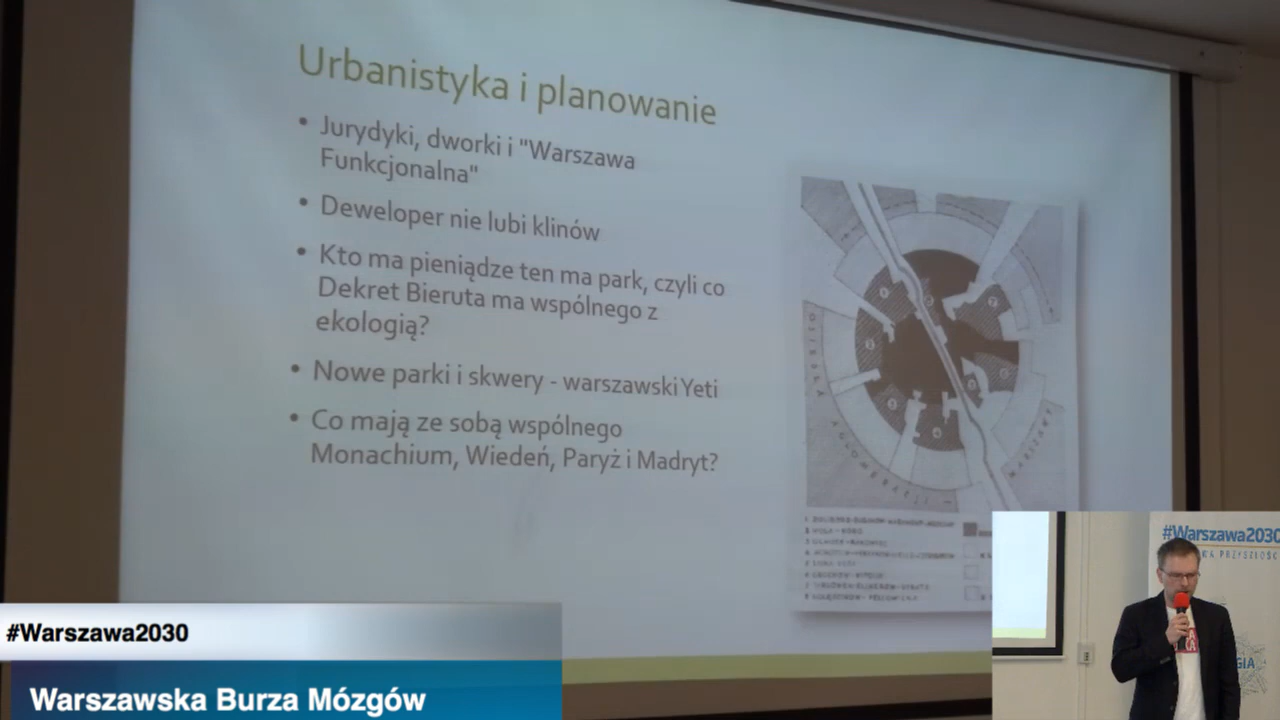 Urbanistyka i planowanie
• Jurydyki, dworki i "Warszawa
Funkcjonalna"
• Deweloper nie lubi klinów
• Kto ma pieniądze ten ma park, czyli co
Dekret Bieruta ma wspólnego z
ekologią?
• Nowe parki i skwery - warszawski Yeti
• Co mają ze sobą wspólnego
Monachium, Wiedeń, Paryż i Madryt?
#Warszawa2030
Warszawska Burza Mózgów
#Warszawa2030